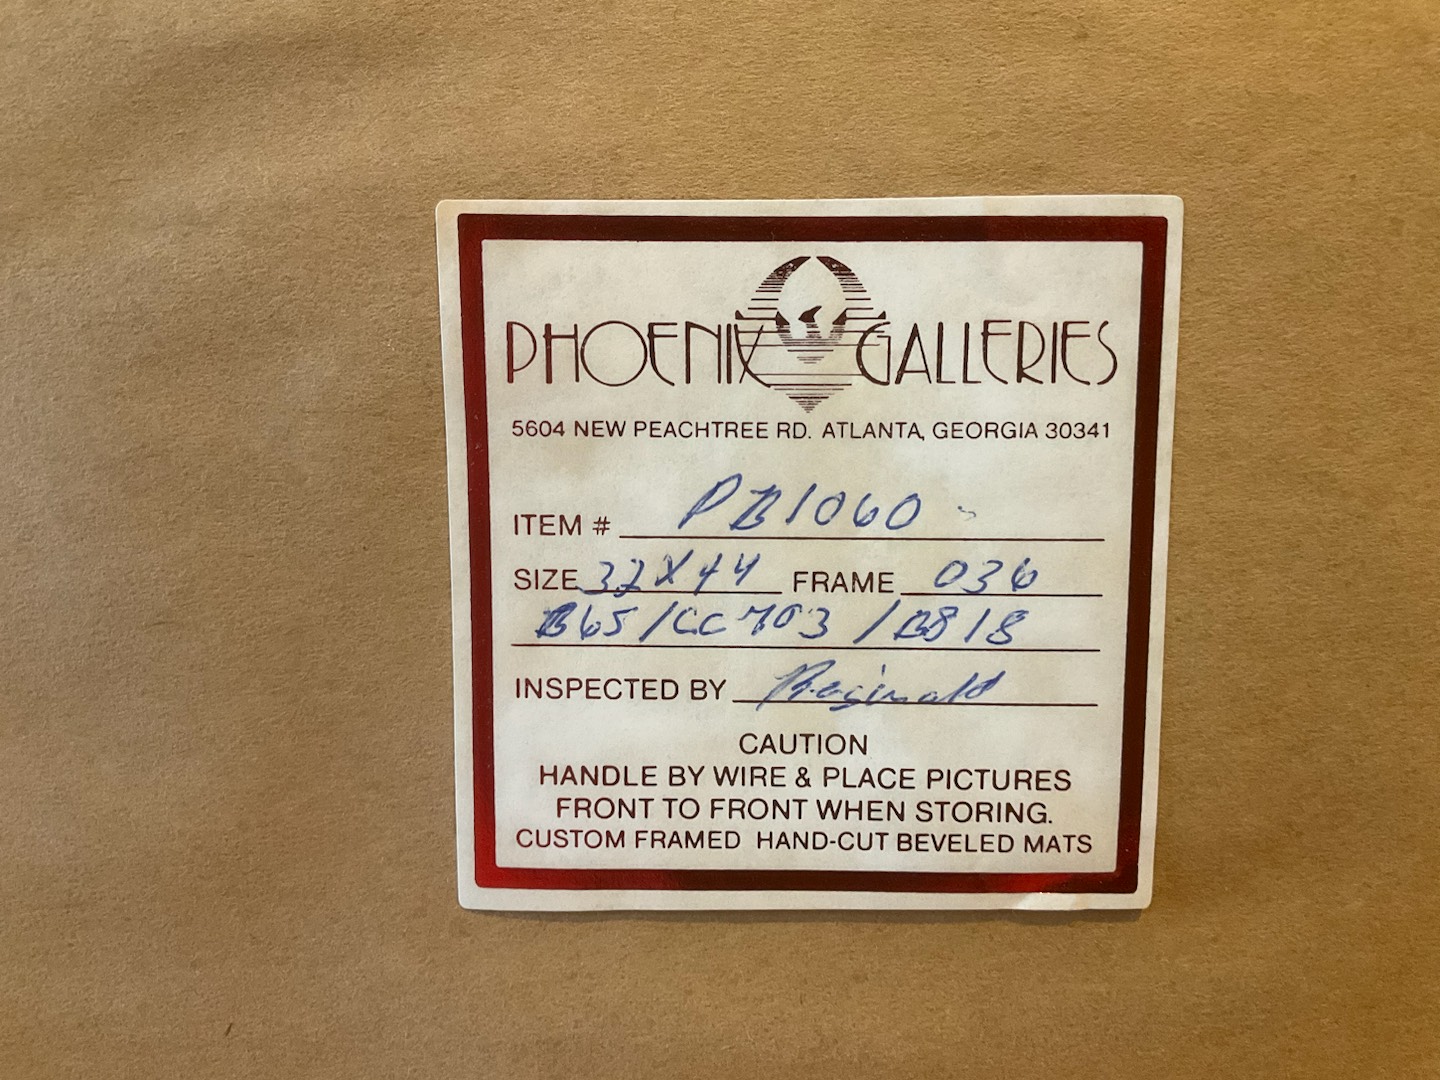 PHOENIX GALLERIES
5604 NEW PEACHTREE RD. ATLANTA, GEORGIA 30341
ITEM # PB1060
SIZE 32X44 FRAME 036
B65/CC703/B818
INSPECTED BY Reginald
CAUTION
HANDLE BY WIRE & PLACE PICTURES
FRONT TO FRONT WHEN STORING.
CUSTOM FRAMED HAND-CUT BEVELED MATS